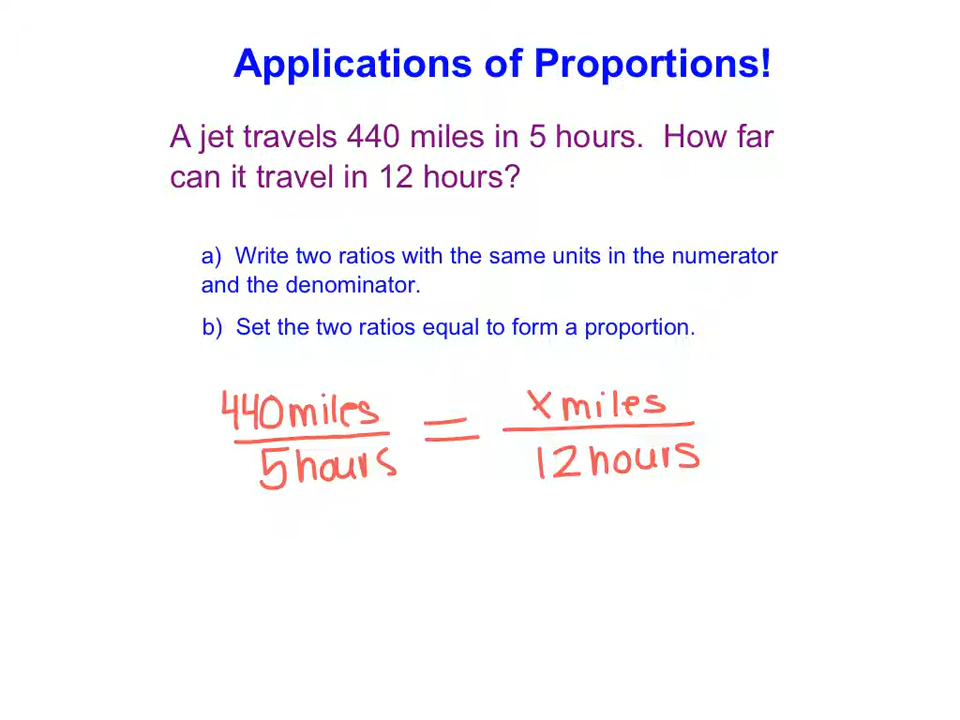 Applications of Proportions!
A jet travels 440 miles in 5 hours.  How far
can it travel in 12 hours?
a)  Write two ratios with the same units in the numerator
and the denominator.
b)  Set the two ratios equal to form a proportion.
440 miles = x miles
5 hours 12 hours